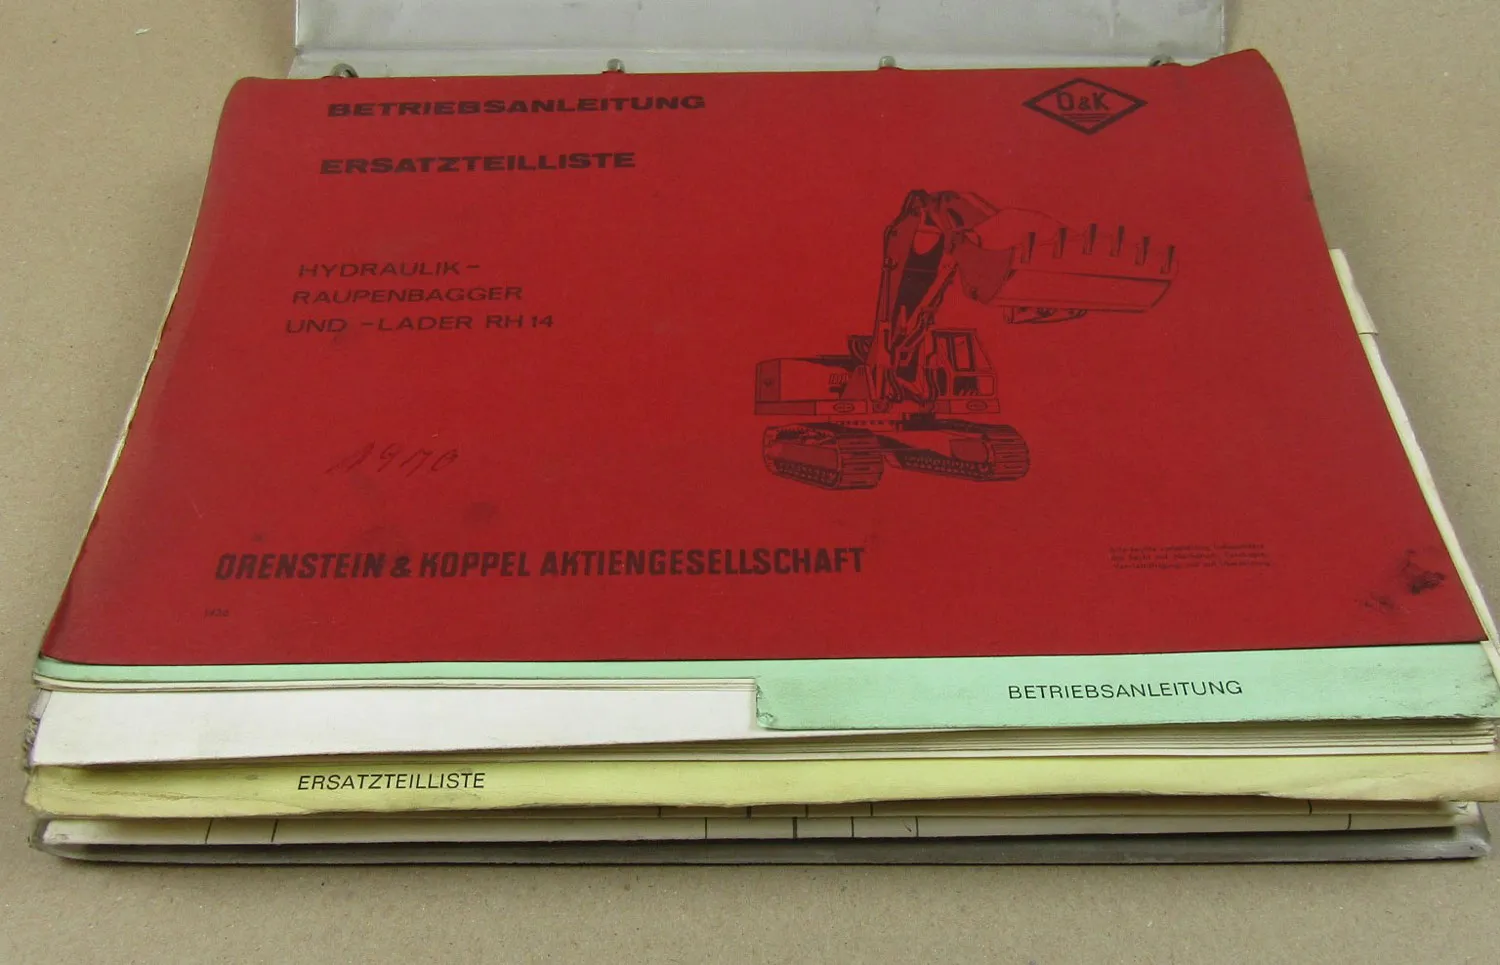 BETRIEBSANLEITUNG
O&K
ERSATZTEILLISTE
HYDRAULIK-
RAUPENBAGGER
UND -LADER RH 14
1970
ORENSTEIN & KOPPEL AKTIENGESELLSCHAFT
BETRIEBSANLEITUNG
ERSATZTEILLISTE